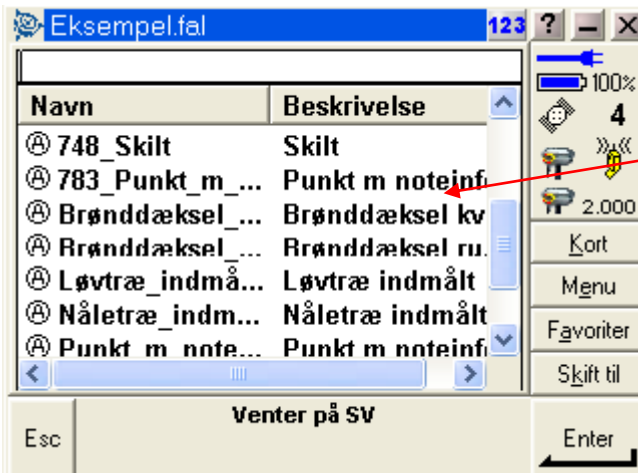 Eksempel.fal 123 ?
100%
Navn Beskrivelse
4
Ⓐ 748_Skilt Skilt
Ⓐ 783_Punkt_m_... Punkt m noteinf
2.000
Ⓐ Brønddæksel_... Brønddæksel kv
Ⓐ Brønddæksel_... Brønddæksel ru.
Kort
Ⓐ Løvtræ_indmå... Løvtræ indmålt
Menu
Ⓐ Nåletræ_indm... Nåletræ indmålt
Favoriter
Ⓐ Punkt_m_note... Punkt m noteinf
Skift til
Venter på SV
Esc
Enter